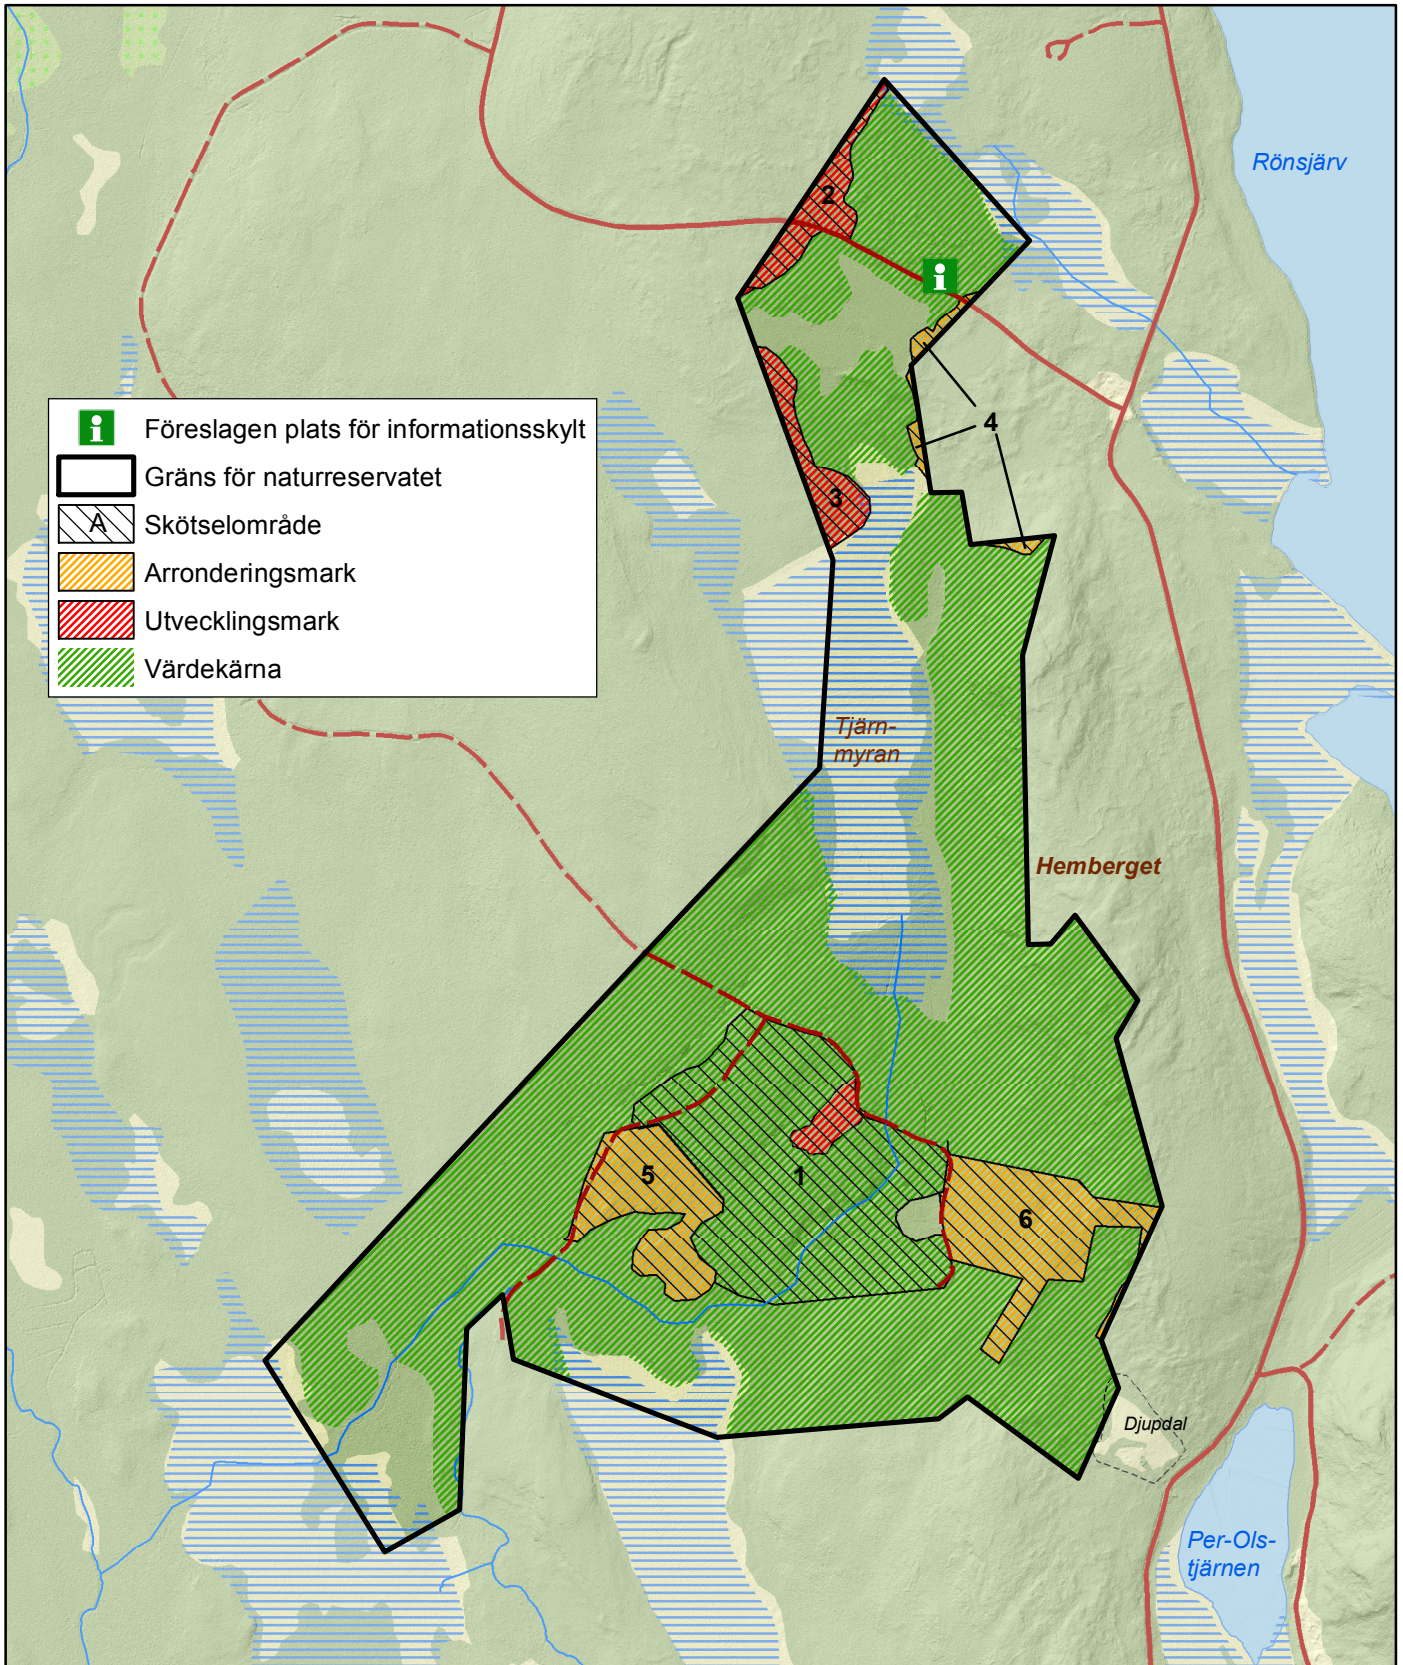 Rönsjärv
2
i
4
i Föreslagen plats för informationsskylt
Gräns för naturreservatet
A Skötselområde
Arronderingsmark
Utvecklingsmark
Värdekärna
3
Tjärn-
myran
Hemberget
5
1
6
Djupdal
Per-Ols-
tjärnen